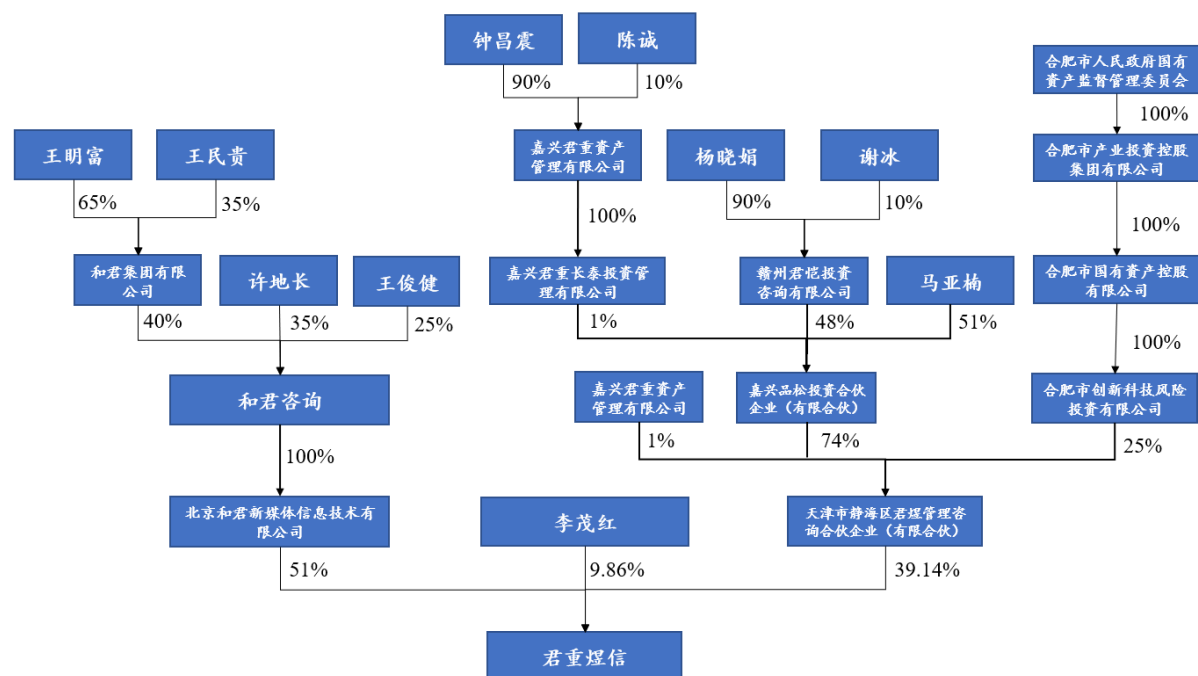 钟昌震
陈诚
合肥市人民政府国有
资产监督管理委员会
90%
10%
100%
王明富
王民贵
嘉兴君重资产
管理有限公司
杨晓娟
谢冰
合肥市产业投资控股
集团有限公司
65%
35%
100%
90%
10%
100%
和君集团有限
公司
许地长
王俊健
嘉兴君重长泰投资管
理有限公司
赣州君恺投资
咨询有限公司
马亚楠
合肥市国有资产控股
有限公司
40%
35%
25%
1%
48%
51%
100%
和君咨询
嘉兴君重资产
管理有限公司
嘉兴品松投资合伙
企业（有限合伙）
合肥市创新科技风险
投资有限公司
100%
1%
74%
25%
北京和君新媒体信息技术有
限公司
李茂红
天津市静海区君煜管理咨
询合伙企业（有限合伙）
51%
9.86%
39.14%
君重煜信